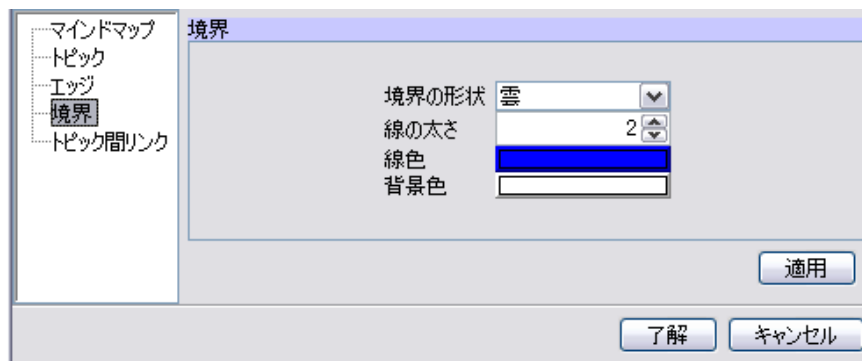 マインドマップ
トピック
エッジ
境界
トピック間リンク
境界
境界の形状 雲
線の太さ 2
線色
背景色
適用
了解 キャンセル